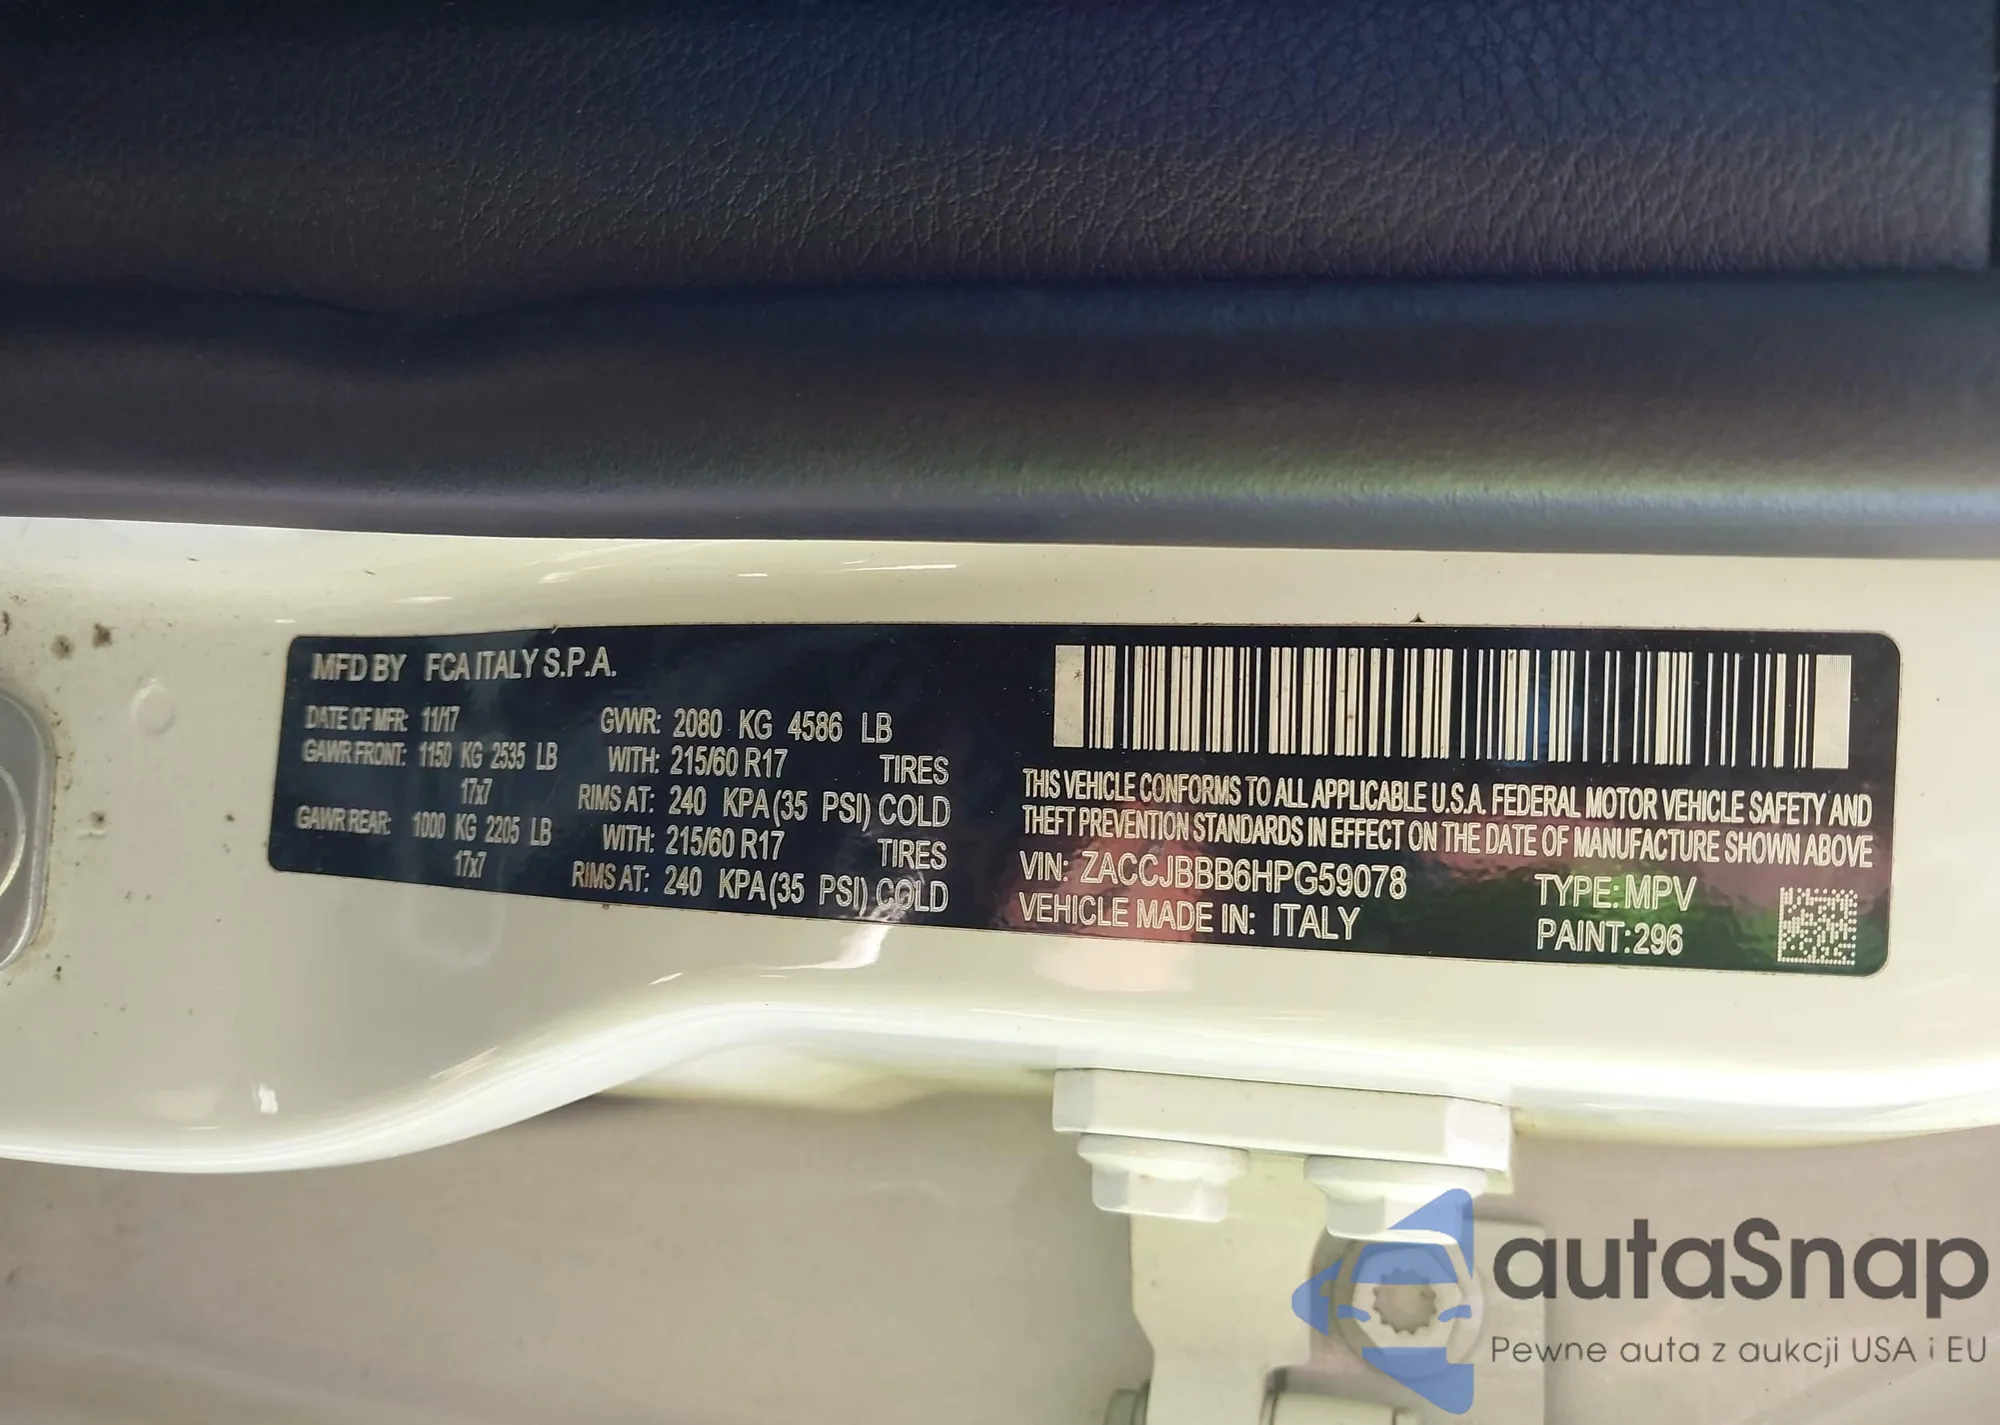 MFD BY FCA ITALY S.P.A.
DATE OF MFR: 11/17 GVWR: 2080 KG 4586 LB
GAWR FRONT: 1150 KG 2535 LB WITH: 215/60 R17 TIRES
17x7 RIMS AT: 240 KPA (35 PSI) COLD
GAWR REAR: 1000 KG 2205 LB WITH: 215/60 R17 TIRES
17x7 RIMS AT: 240 KPA (35 PSI) COLD
THIS VEHICLE CONFORMS TO ALL APPLICABLE U.S.A. FEDERAL MOTOR VEHICLE SAFETY AND
THEFT PREVENTION STANDARDS IN EFFECT ON THE DATE OF MANUFACTURE SHOWN ABOVE
VIN: ZACCJBBB6HPG59078 TYPE: MPV
VEHICLE MADE IN: ITALY PAINT: 296
autaSnap
Pewne auta z aukcji USA i EU